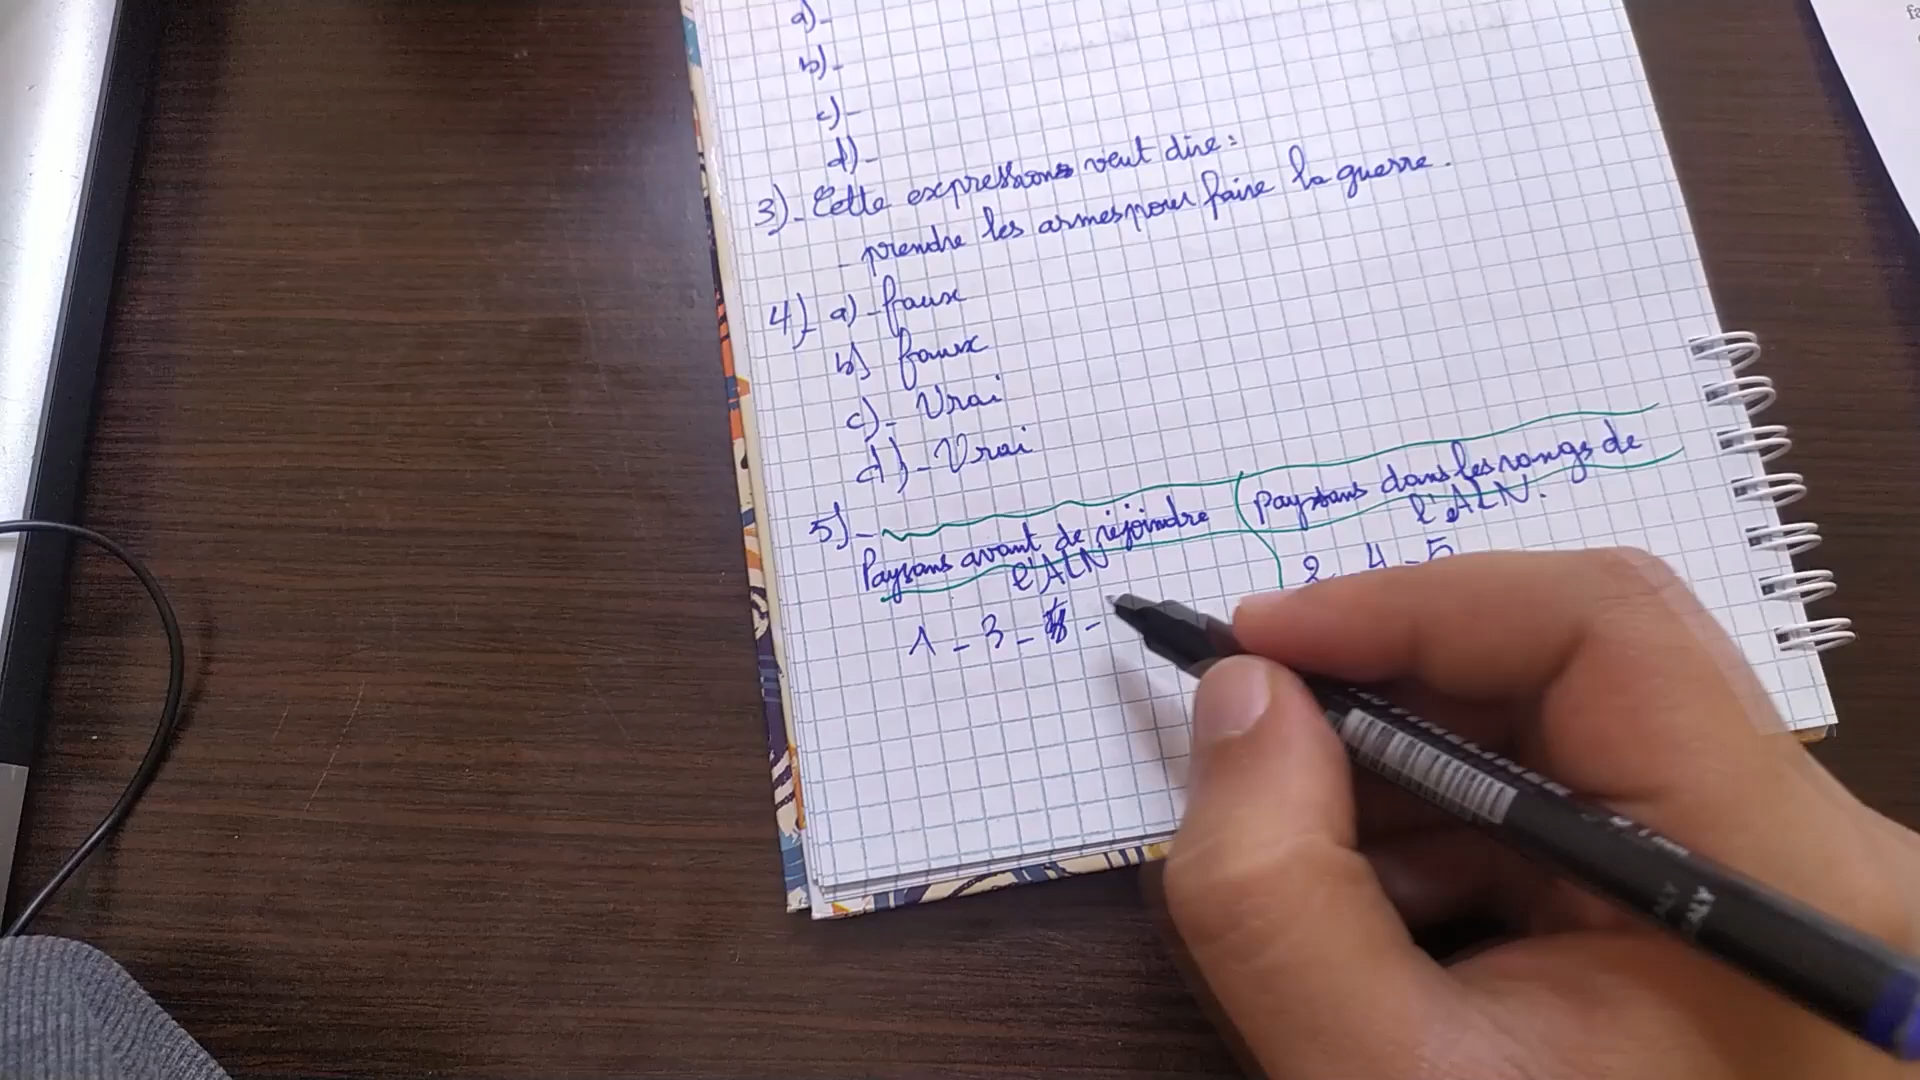 a)-
b)-
c)-
d)-
3)- Cette expression veut dire :
- prendre les armes pour faire la guerre.
4)- a)- faux
b) faux
c)- Vrai
d)- Vrai
5)-
Paysans avant de rejoindre l'ALN
Paysans dans les rangs de l'ALN.
1 - 3 -
2 - 4 - 5